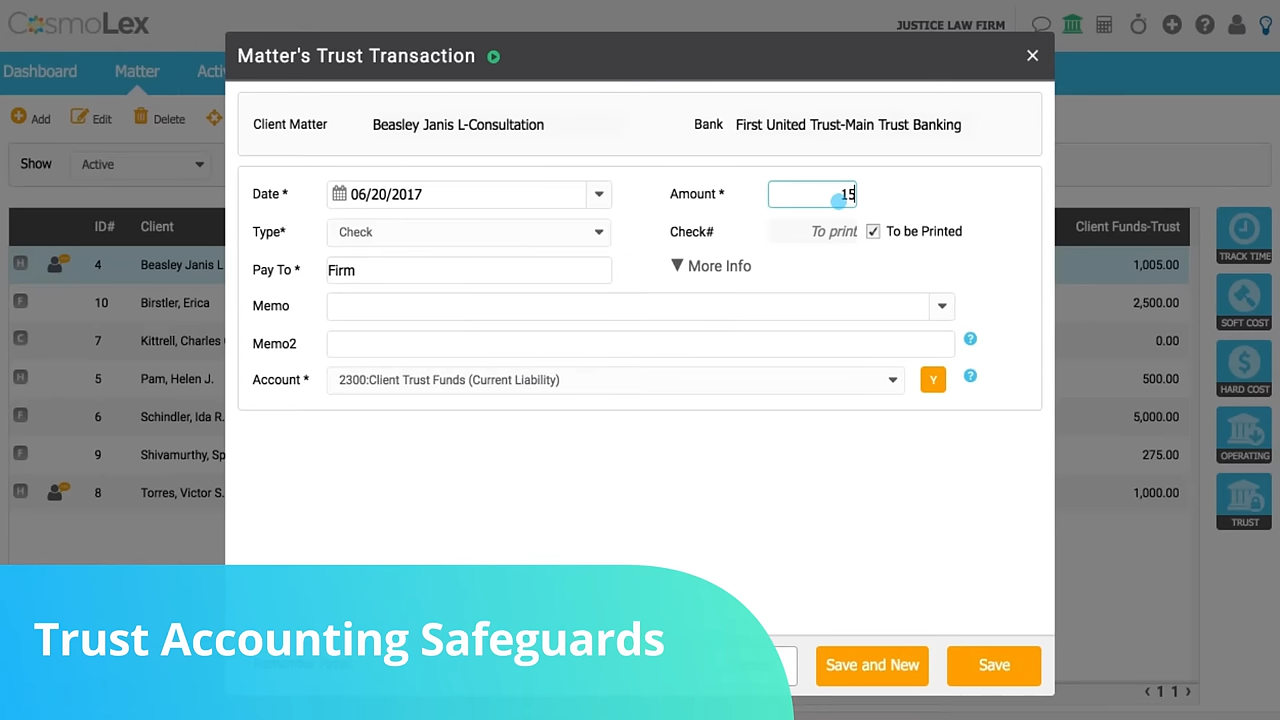 CosmoLex
JUSTICE LAW FIRM
Dashboard
Matter
Activ
Matter's Trust Transaction
Add
Edit
Delete
Show
Active
Client Matter
Beasley Janis L-Consultation
Bank
First United Trust-Main Trust Banking
Date *
06/20/2017
Amount *
15
Type*
Check
Check#
To print
To be Printed
Pay To *
Firm
More Info
Memo
Memo2
Account *
2300:Client Trust Funds (Current Liability)
Y
ID#
Client
Client Funds-Trust
H 4 Beasley Janis L 1,005.00
F 10 Birstler, Erica 2,500.00
C 7 Kittrell, Charles 0.00
H 5 Pam, Helen J. 500.00
F 6 Schindler, Ida R. 5,000.00
F 9 Shivamurthy, Sp 275.00
H 8 Torres, Victor S. 1,000.00
TRACK TIME
SOFT COST
HARD COST
OPERATING
TRUST
Trust Accounting Safeguards
Save and New
Save
‹ 1 1 ›